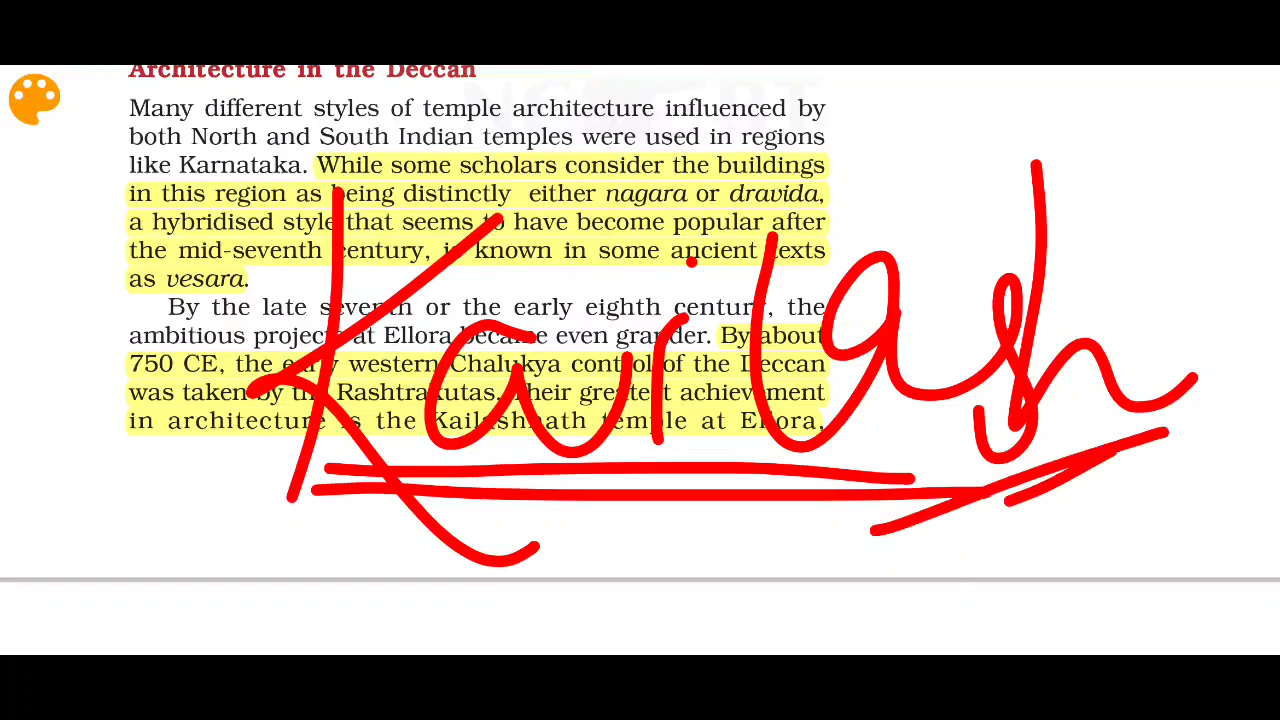 Architecture in the Deccan
Many different styles of temple architecture influenced by
both North and South Indian temples were used in regions
like Karnataka. While some scholars consider the buildings
in this region as being distinctly either nagara or dravida,
a hybridised style that seems to have become popular after
the mid-seventh century, is known in some ancient texts
as vesara.
By the late seventh or the early eighth century, the
ambitious projects at Ellora became even grander. By about
750 CE, the early western Chalukya control of the Deccan
was taken by the Rashtrakutas. Their greatest achievement
in architecture is the Kailashnath temple at Ellora,
Kailash